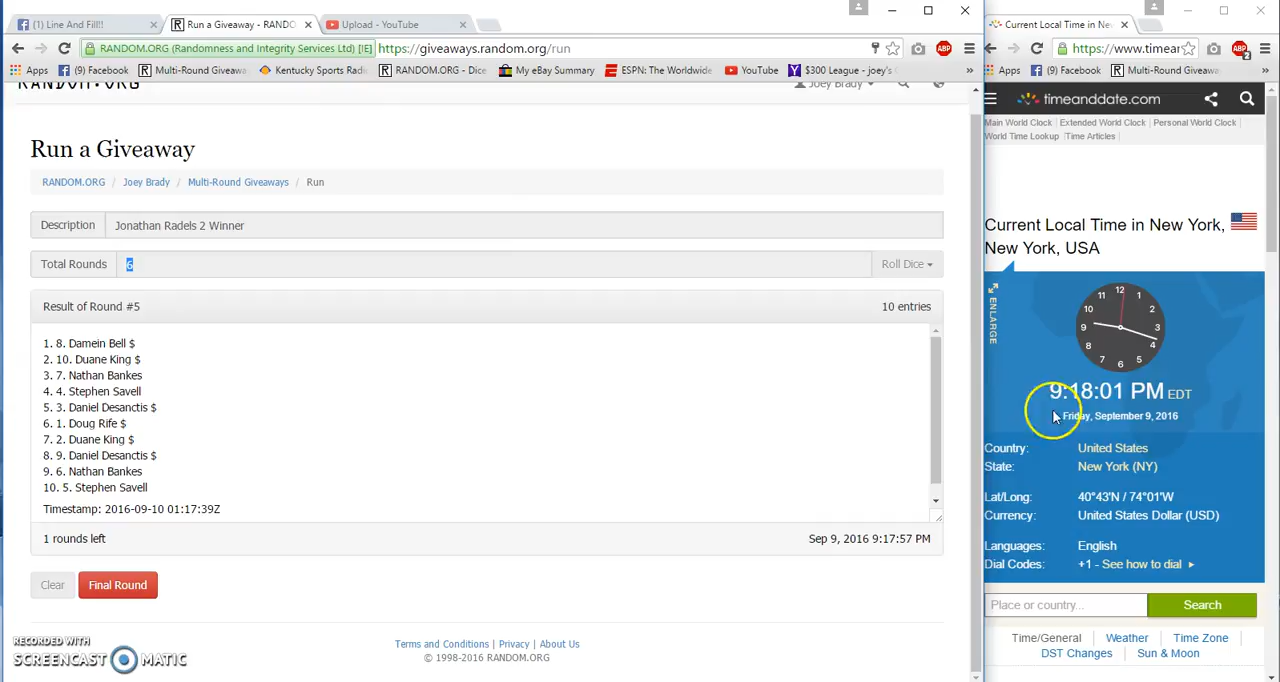 (1) Line And Fill!!
Run a Giveaway - RANDO
Upload - YouTube
Current Local Time in New
RANDOM.ORG (Randomness and Integrity Services Ltd) [IE]
https://giveaways.random.org/run
https://www.timear
Apps
(9) Facebook
Multi-Round Giveawa
Kentucky Sports Radi
RANDOM.ORG - Dice
My eBay Summary
ESPN: The Worldwide
YouTube
$300 League - joey's
»
Apps
(9) Facebook
Multi-Round Giveawa
»
RANDOM.ORG
Joey Brady
Run a Giveaway
RANDOM.ORG / Joey Brady / Multi-Round Giveaways / Run
Description
Jonathan Radels 2 Winner
Total Rounds
6
Roll Dice
Result of Round #5
10 entries
1. 8. Damein Bell $
2. 10. Duane King $
3. 7. Nathan Bankes
4. 4. Stephen Savell
5. 3. Daniel Desanctis $
6. 1. Doug Rife $
7. 2. Duane King $
8. 9. Daniel Desanctis $
9. 6. Nathan Bankes
10. 5. Stephen Savell
Timestamp: 2016-09-10 01:17:39Z
1 rounds left
Sep 9, 2016 9:17:57 PM
Clear
Final Round
Terms and Conditions | Privacy | About Us
© 1998-2016 RANDOM.ORG
RECORDED WITH
SCREENCAST MATIC
timeanddate.com
Main World Clock | Extended World Clock | Personal World Clock |
World Time Lookup | Time Articles |
Current Local Time in New York,
New York, USA
ENLARGE
12
11 1
10 2
9 3
8 4
7 5
6
9:18:01 PM EDT
Friday, September 9, 2016
Country: United States
State: New York (NY)
Lat/Long: 40°43'N / 74°01'W
Currency: United States Dollar (USD)
Languages: English
Dial Codes: +1 - See how to dial
Place or country...
Search
Time/General | Weather | Time Zone |
DST Changes | Sun & Moon